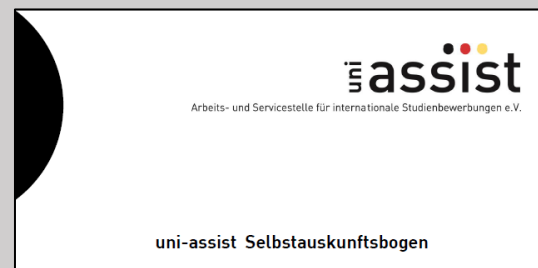 uni assist
Arbeits- und Servicestelle für internationale Studienbewerbungen e.V.
uni-assist Selbstauskunftsbogen